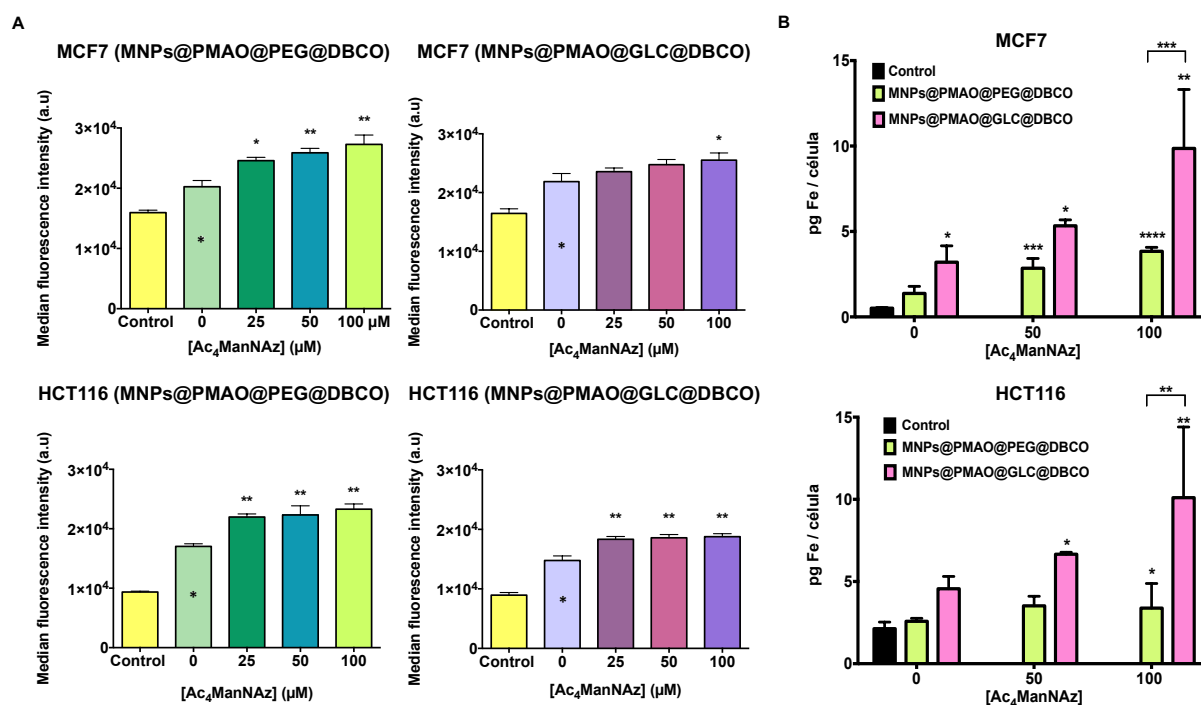 A
MCF7 (MNPs@PMAO@PEG@DBCO)
Median fluorescence intensity (a.u)
3×10⁴
2×10⁴
1×10⁴
0
*
*
**
**
Control 0 25 50 100 µM
[Ac₄ManNAz] (µM)
MCF7 (MNPs@PMAO@GLC@DBCO)
Median fluorescence intensity (a.u)
3×10⁴
2×10⁴
1×10⁴
0
*
*
Control 0 25 50 100
[Ac₄ManNAz] (µM)
HCT116 (MNPs@PMAO@PEG@DBCO)
Median fluorescence intensity (a.u)
3×10⁴
2×10⁴
1×10⁴
0
*
**
**
**
Control 0 25 50 100
[Ac₄ManNAz] (µM)
HCT116 (MNPs@PMAO@GLC@DBCO)
Median fluorescence intensity (a.u)
3×10⁴
2×10⁴
1×10⁴
0
*
**
**
**
Control 0 25 50 100
[Ac₄ManNAz] (µM)
B
MCF7
pg Fe / célula
15
10
5
0
Control
MNPs@PMAO@PEG@DBCO
MNPs@PMAO@GLC@DBCO
*
***
*
****
**
***
0 50 100
[Ac₄ManNAz]
HCT116
pg Fe / célula
15
10
5
0
Control
MNPs@PMAO@PEG@DBCO
MNPs@PMAO@GLC@DBCO
*
*
**
**
0 50 100
[Ac₄ManNAz]